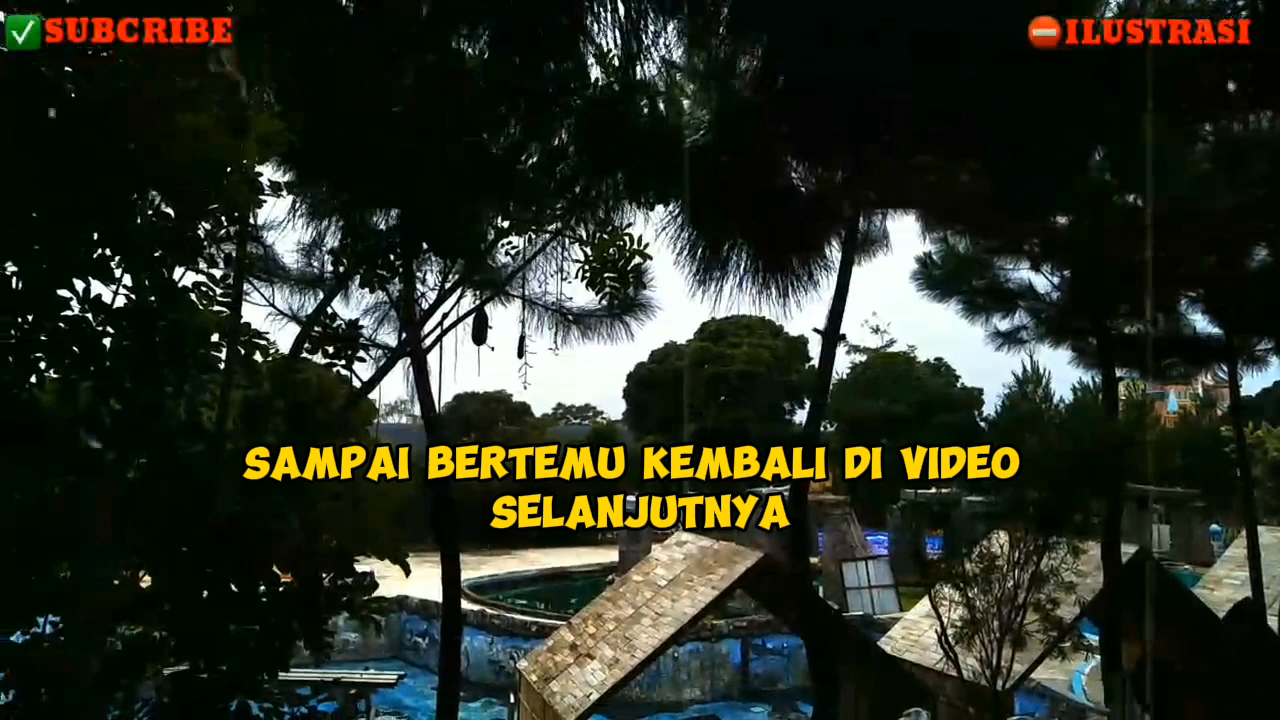 ✅SUBCRIBE
⛔ILUSTRASI
SAMPAI BERTEMU KEMBALI DI VIDEO
SELANJUTNYA